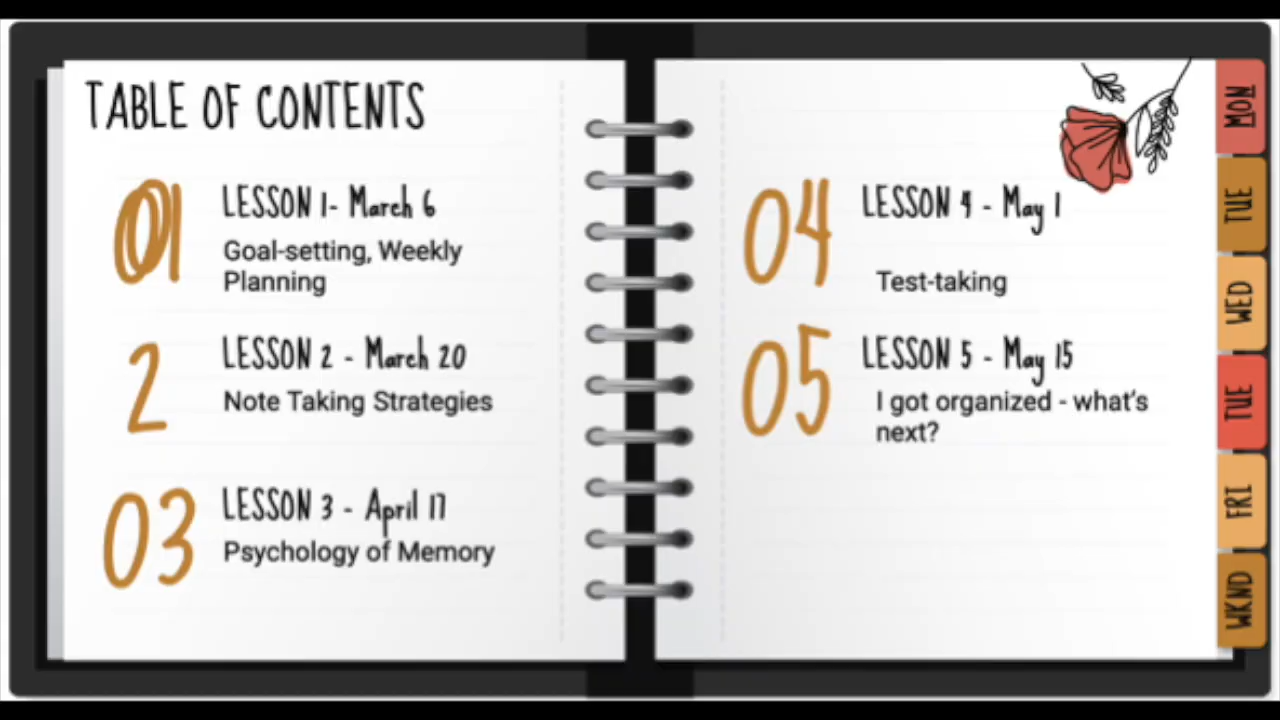 TABLE OF CONTENTS
01
LESSON 1- March 6
Goal-setting, Weekly
Planning
2
LESSON 2 - March 20
Note Taking Strategies
03
LESSON 3 - April 17
Psychology of Memory
04
LESSON 4 - May 1
Test-taking
05
LESSON 5 - May 15
I got organized - what's
next?
MON
TUE
WED
TUE
FRI
WKND